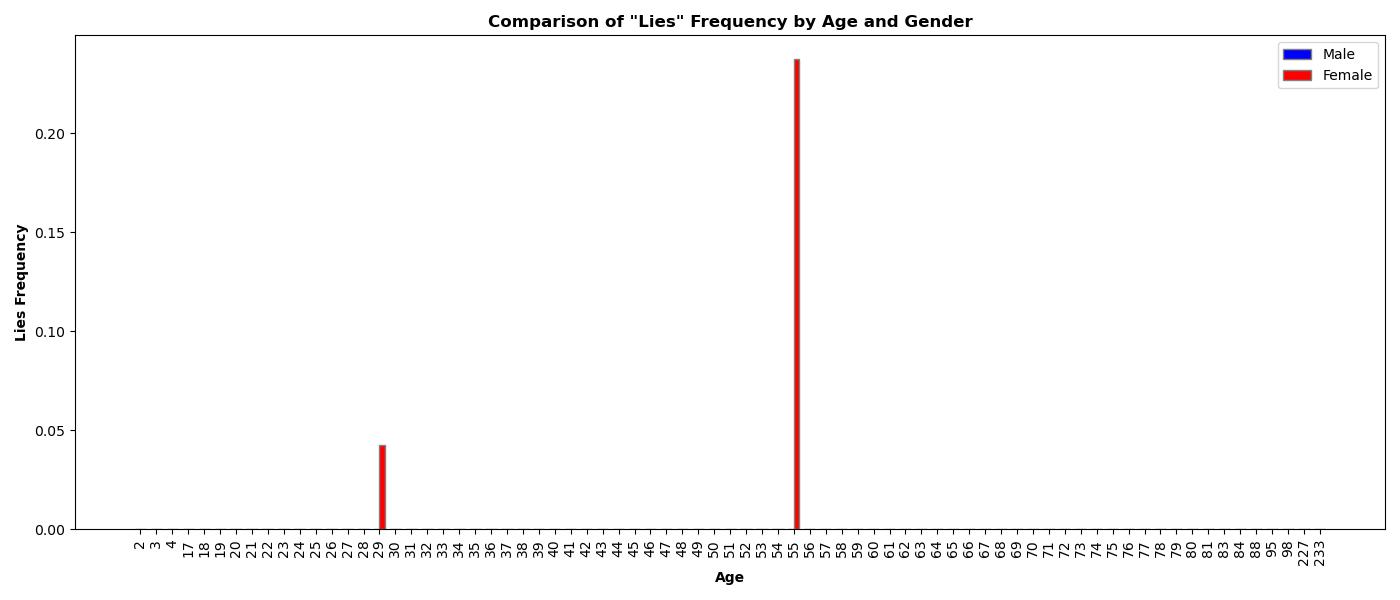 Comparison of "Lies" Frequency by Age and Gender
Male
Female
Lies Frequency
0.20
0.15
0.10
0.05
0.00
2 3 4 17 18 19 20 21 22 23 24 25 26 27 28 29 30 31 32 33 34 35 36 37 38 39 40 41 42 43 44 45 46 47 48 49 50 51 52 53 54 55 56 57 58 59 60 61 62 63 64 65 66 67 68 69 70 71 72 73 74 75 76 77 78 79 80 81 83 84 88 95 98 227 233
Age